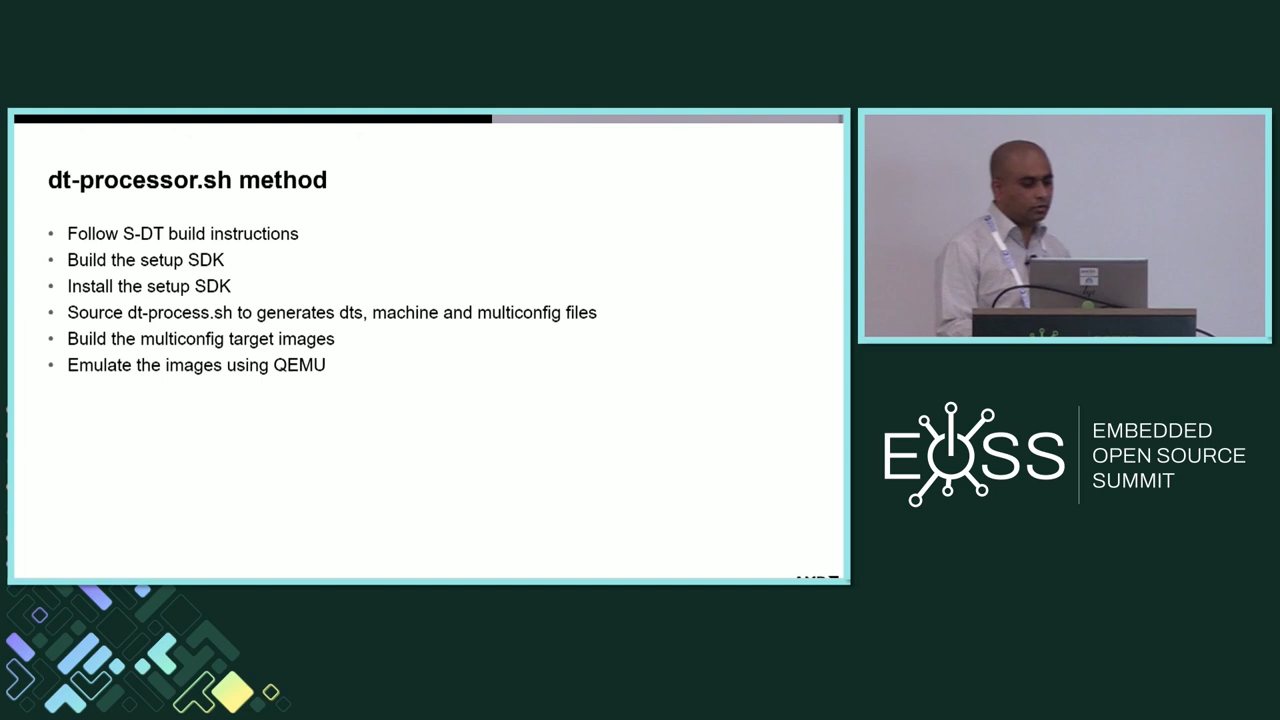 dt-processor.sh method
• Follow S-DT build instructions
• Build the setup SDK
• Install the setup SDK
• Source dt-process.sh to generates dts, machine and multiconfig files
• Build the multiconfig target images
• Emulate the images using QEMU
EOSS
EMBEDDED
OPEN SOURCE
SUMMIT